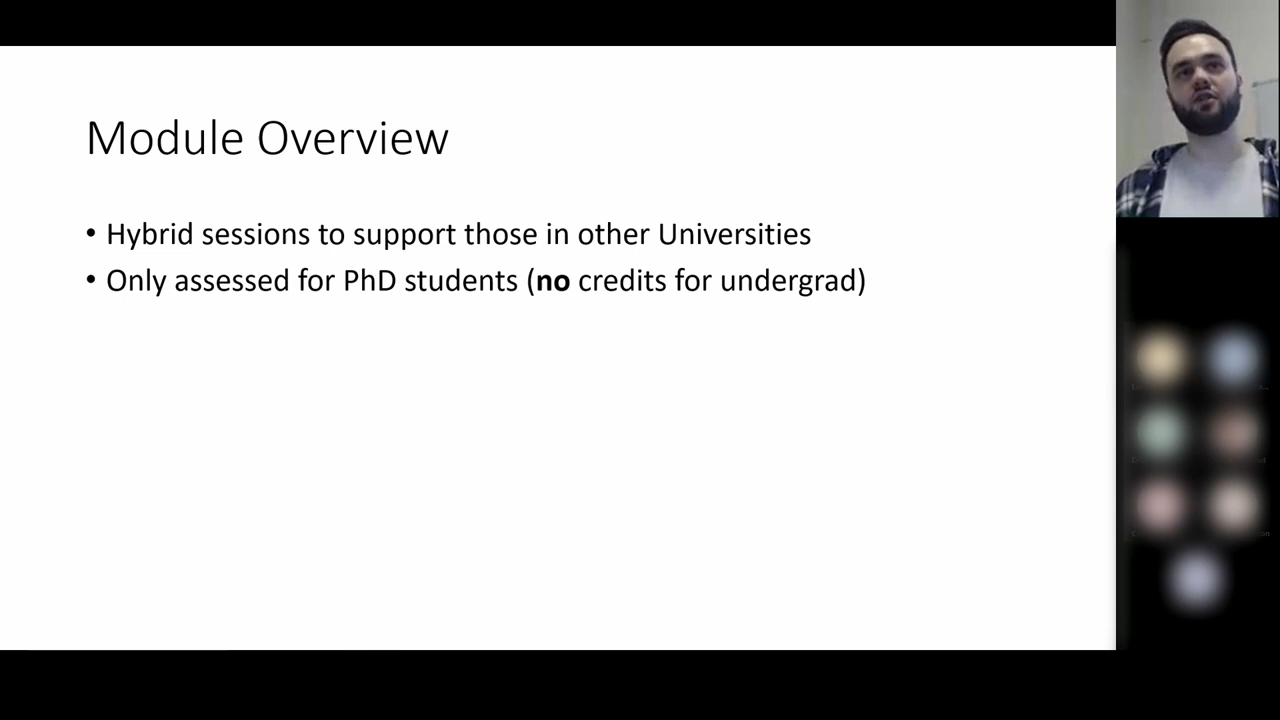 Module Overview
• Hybrid sessions to support those in other Universities
• Only assessed for PhD students (no credits for undergrad)